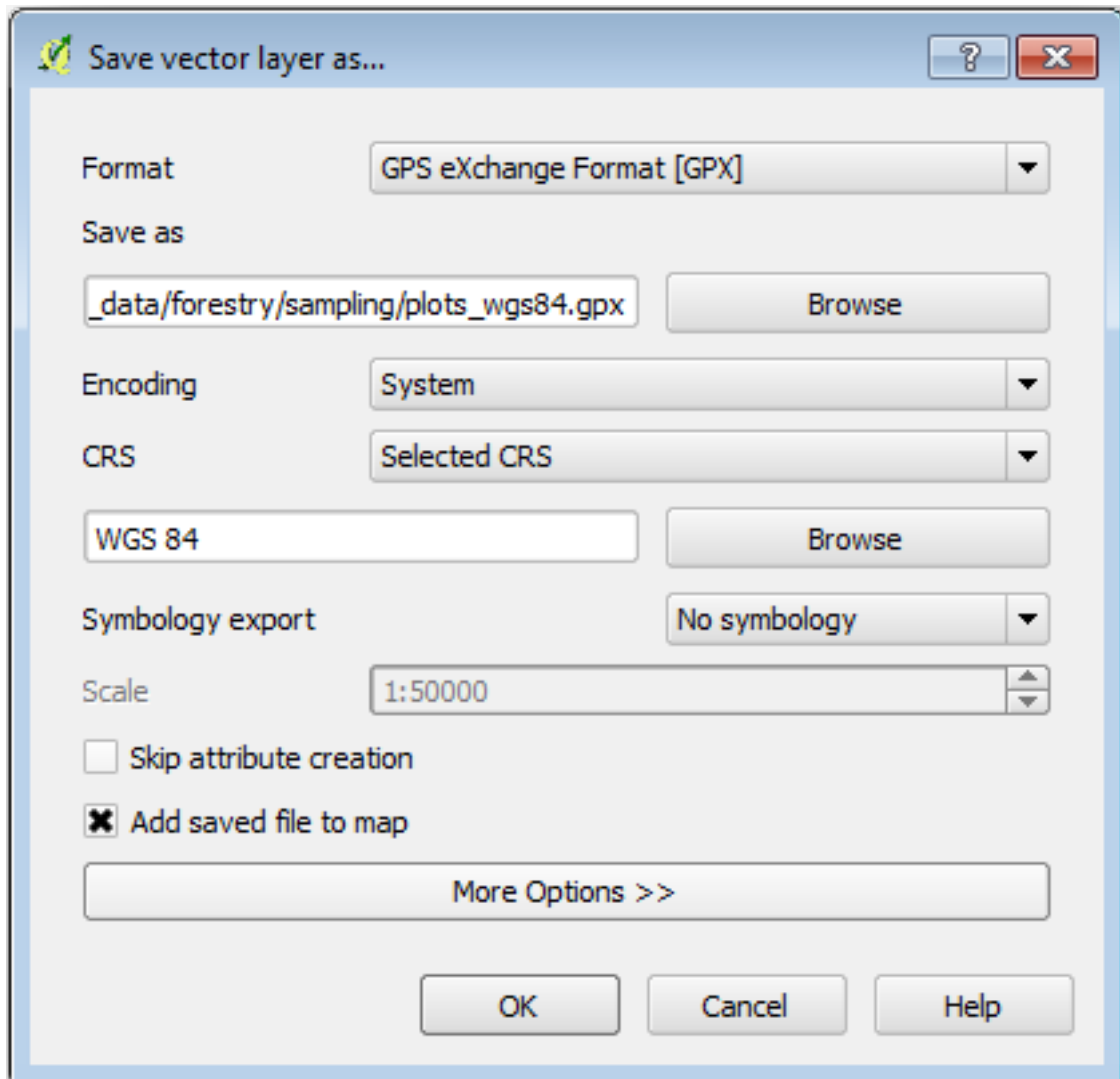 Save vector layer as...
Format GPS eXchange Format [GPX]
Save as
_data/forestry/sampling/plots_wgs84.gpx Browse
Encoding System
CRS Selected CRS
WGS 84 Browse
Symbology export No symbology
Scale 1:50000
Skip attribute creation
Add saved file to map
More Options >>
OK Cancel Help